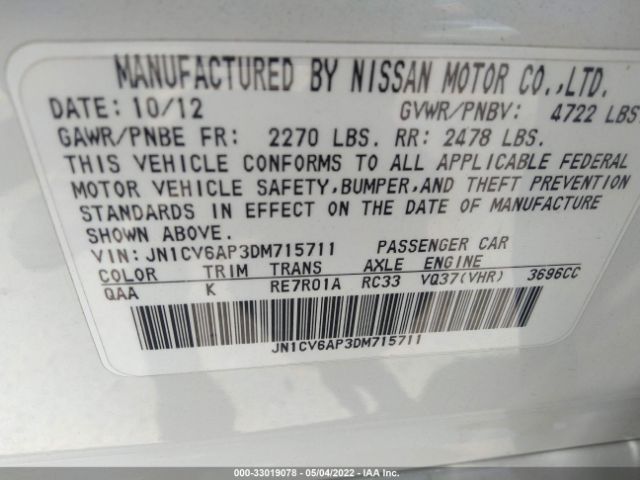 MANUFACTURED BY NISSAN MOTOR CO.,LTD.
DATE: 10/12 GVWR/PNBV: 4722 LBS
GAWR/PNBE FR: 2270 LBS. RR: 2478 LBS.
THIS VEHICLE CONFORMS TO ALL APPLICABLE FEDERAL
MOTOR VEHICLE SAFETY,BUMPER,AND THEFT PREVENTION
STANDARDS IN EFFECT ON THE DATE OF MANUFACTURE
SHOWN ABOVE.
VIN: JN1CV6AP3DM715711 PASSENGER CAR
COLOR TRIM TRANS AXLE ENGINE
QAA K RE7R01A RC33 VQ37(VHR) 3696CC
JN1CV6AP3DM715711
000-33019078 - 05/04/2022 - IAA Inc.